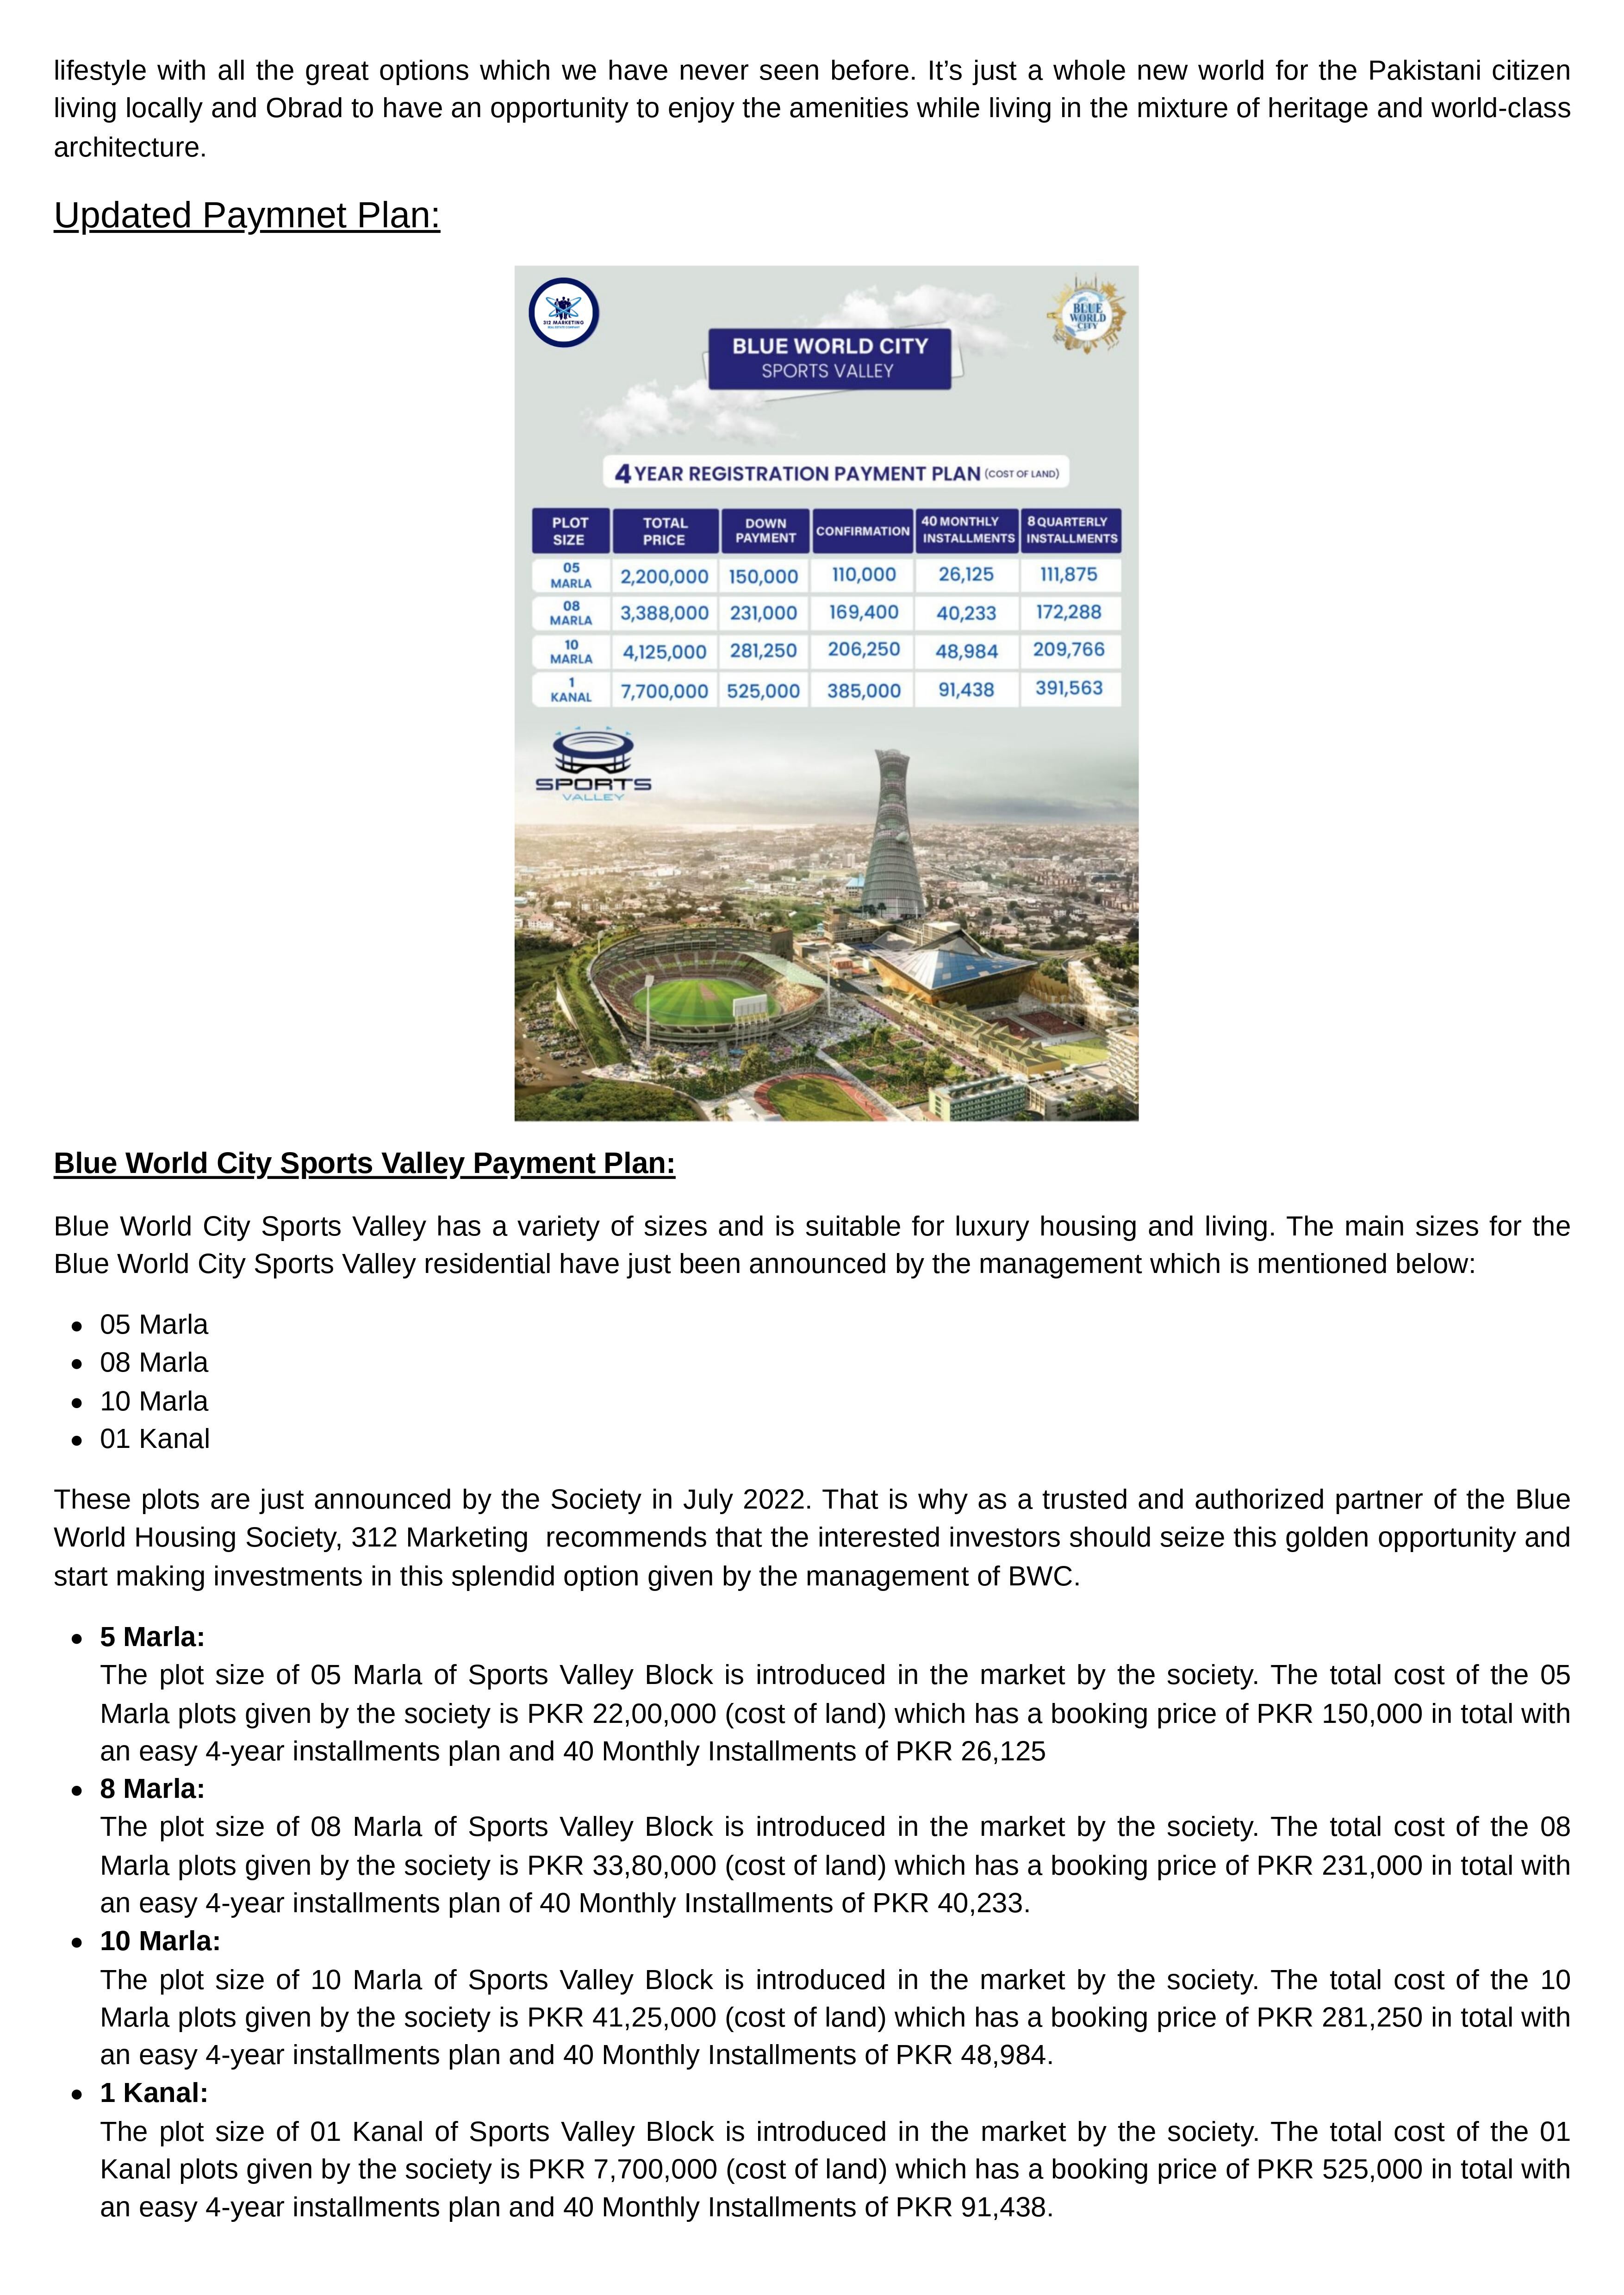 lifestyle with all the great options which we have never seen before. It’s just a whole new world for the Pakistani citizen
living locally and Obrad to have an opportunity to enjoy the amenities while living in the mixture of heritage and world-class
architecture.
Updated Paymnet Plan:
312 MARKETING
REAL ESTATE COMPANY
BLUE
WORLD
CITY
BLUE WORLD CITY
SPORTS VALLEY
4 YEAR REGISTRATION PAYMENT PLAN (COST OF LAND)
PLOT SIZE TOTAL PRICE DOWN PAYMENT CONFIRMATION 40 MONTHLY INSTALLMENTS 8 QUARTERLY INSTALLMENTS
05 MARLA 2,200,000 150,000 110,000 26,125 111,875
08 MARLA 3,388,000 231,000 169,400 40,233 172,288
10 MARLA 4,125,000 281,250 206,250 48,984 209,766
1 KANAL 7,700,000 525,000 385,000 91,438 391,563
SPORTS
VALLEY
Blue World City Sports Valley Payment Plan:
Blue World City Sports Valley has a variety of sizes and is suitable for luxury housing and living. The main sizes for the
Blue World City Sports Valley residential have just been announced by the management which is mentioned below:
• 05 Marla
• 08 Marla
• 10 Marla
• 01 Kanal
These plots are just announced by the Society in July 2022. That is why as a trusted and authorized partner of the Blue
World Housing Society, 312 Marketing  recommends that the interested investors should seize this golden opportunity and
start making investments in this splendid option given by the management of BWC.
• 5 Marla:
The plot size of 05 Marla of Sports Valley Block is introduced in the market by the society. The total cost of the 05
Marla plots given by the society is PKR 22,00,000 (cost of land) which has a booking price of PKR 150,000 in total with
an easy 4-year installments plan and 40 Monthly Installments of PKR 26,125
• 8 Marla:
The plot size of 08 Marla of Sports Valley Block is introduced in the market by the society. The total cost of the 08
Marla plots given by the society is PKR 33,80,000 (cost of land) which has a booking price of PKR 231,000 in total with
an easy 4-year installments plan of 40 Monthly Installments of PKR 40,233.
• 10 Marla:
The plot size of 10 Marla of Sports Valley Block is introduced in the market by the society. The total cost of the 10
Marla plots given by the society is PKR 41,25,000 (cost of land) which has a booking price of PKR 281,250 in total with
an easy 4-year installments plan and 40 Monthly Installments of PKR 48,984.
• 1 Kanal:
The plot size of 01 Kanal of Sports Valley Block is introduced in the market by the society. The total cost of the 01
Kanal plots given by the society is PKR 7,700,000 (cost of land) which has a booking price of PKR 525,000 in total with
an easy 4-year installments plan and 40 Monthly Installments of PKR 91,438.